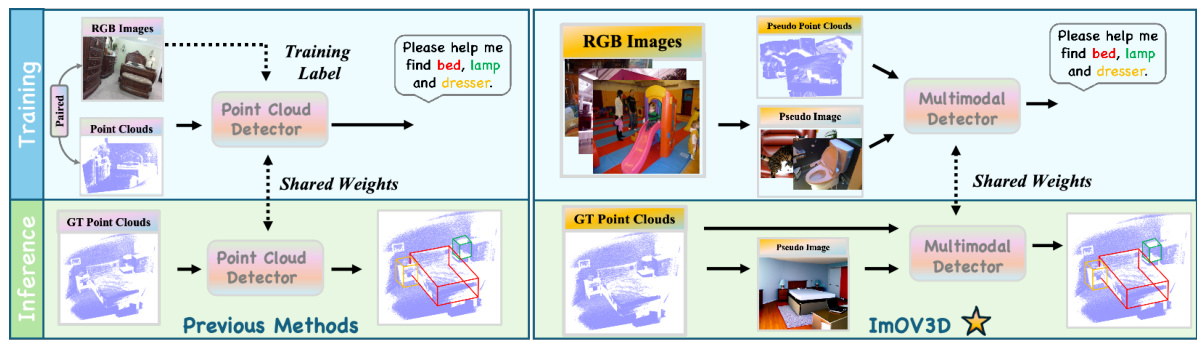 Training
Inference
RGB Images
Paired
Point Clouds
Training
Label
Point Cloud
Detector
Please help me
find bed, lamp
and dresser.
Shared Weights
GT Point Clouds
Point Cloud
Detector
Previous Methods
RGB Images
Pseudo Point Clouds
Pseudo Image
Multimodal
Detector
Please help me
find bed, lamp
and dresser.
Shared Weights
GT Point Clouds
Pseudo Image
Multimodal
Detector
ImOV3D